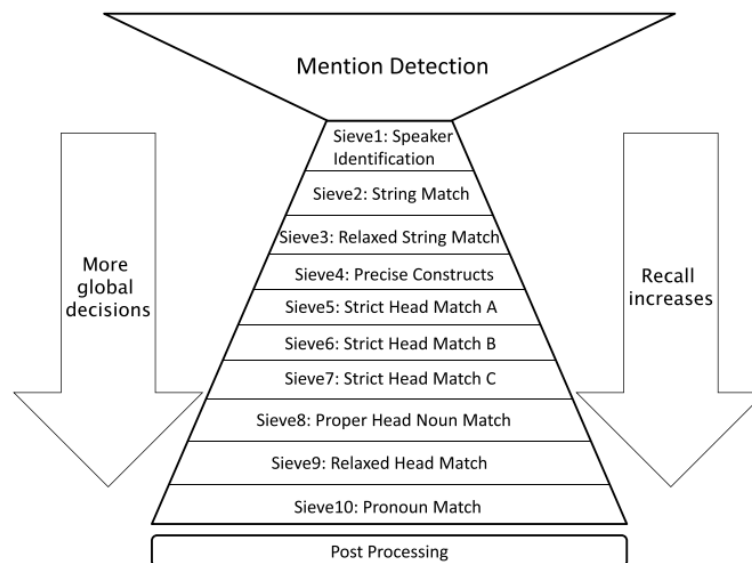 Mention Detection
Sieve1: Speaker
Identification
Sieve2: String Match
Sieve3: Relaxed String Match
Sieve4: Precise Constructs
Sieve5: Strict Head Match A
Sieve6: Strict Head Match B
Sieve7: Strict Head Match C
Sieve8: Proper Head Noun Match
Sieve9: Relaxed Head Match
Sieve10: Pronoun Match
Post Processing
More
global
decisions
Recall
increases